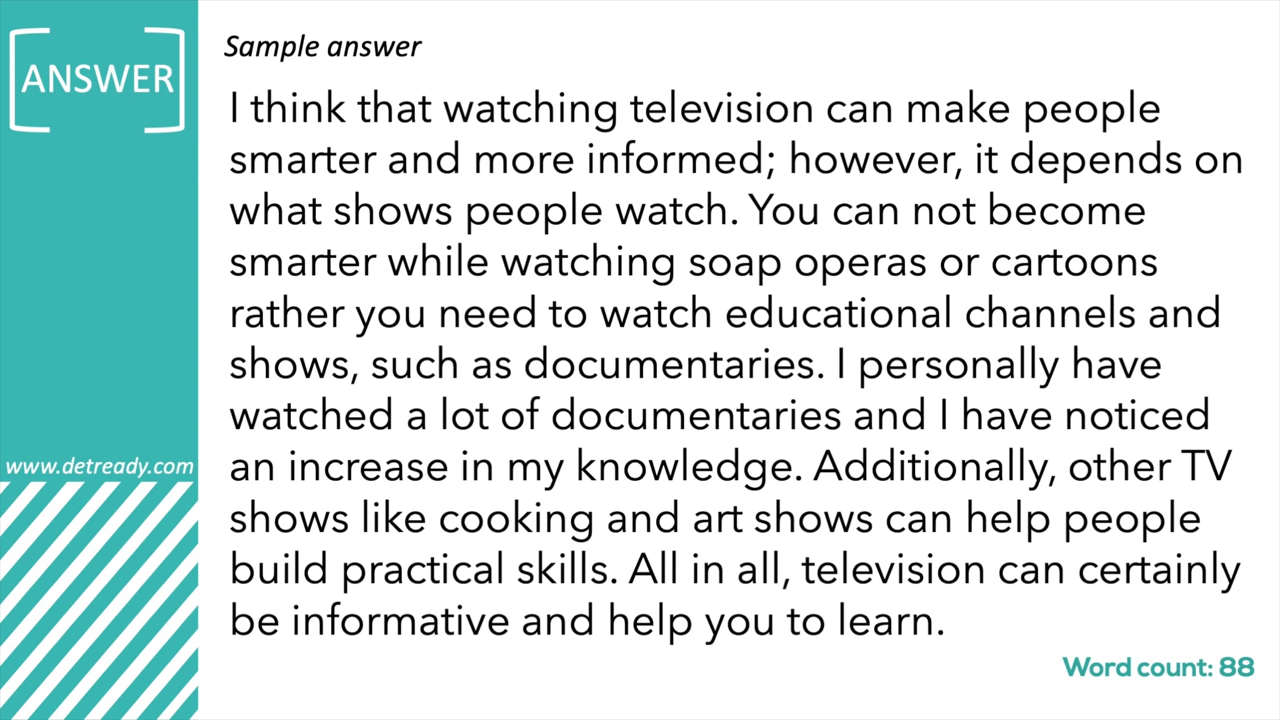 [ANSWER]
Sample answer
I think that watching television can make people
smarter and more informed; however, it depends on
what shows people watch. You can not become
smarter while watching soap operas or cartoons
rather you need to watch educational channels and
shows, such as documentaries. I personally have
watched a lot of documentaries and I have noticed
an increase in my knowledge. Additionally, other TV
shows like cooking and art shows can help people
build practical skills. All in all, television can certainly
be informative and help you to learn.
www.detready.com
Word count: 88